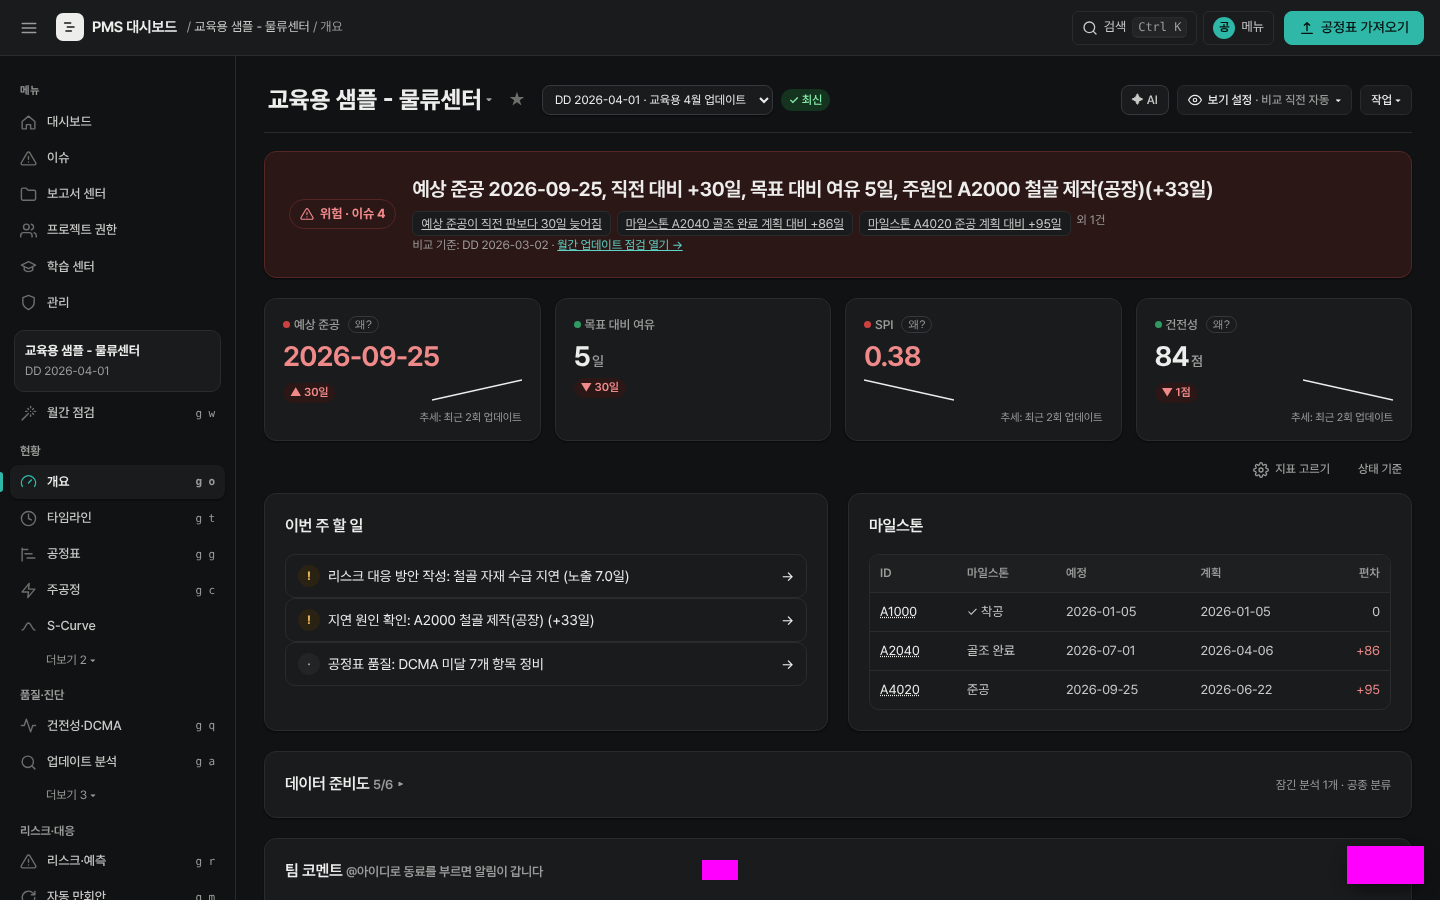 PMS 대시보드 / 교육용 샘플 - 물류센터 / 개요
검색 Ctrl K
공 메뉴
공정표 가져오기
메뉴
대시보드
이슈
보고서 센터
프로젝트 권한
학습 센터
관리
교육용 샘플 - 물류센터
DD 2026-04-01
월간 점검 g w
현황
개요 g o
타임라인 g t
공정표 g g
주공정 g c
S-Curve
더보기 2
품질·진단
건전성·DCMA g q
업데이트 분석 g a
더보기 3
리스크·대응
리스크·예측 g r
자동 만회안 g m
교육용 샘플 - 물류센터
DD 2026-04-01 · 교육용 4월 업데이트
✓ 최신
AI
보기 설정 · 비교 직전 자동
작업
위험 · 이슈 4
예상 준공 2026-09-25, 직전 대비 +30일, 목표 대비 여유 5일, 주원인 A2000 철골 제작(공장)(+33일)
예상 준공이 직전 판보다 30일 늦어짐
마일스톤 A2040 골조 완료 계획 대비 +86일
마일스톤 A4020 준공 계획 대비 +95일
외 1건
비교 기준: DD 2026-03-02 · 월간 업데이트 점검 열기 →
예상 준공 왜?
2026-09-25
▲ 30일
추세: 최근 2회 업데이트
목표 대비 여유
5일
▼ 30일
SPI 왜?
0.38
추세: 최근 2회 업데이트
건전성 왜?
84점
▼ 1점
추세: 최근 2회 업데이트
지표 고르기
상태 기준
이번 주 할 일
! 리스크 대응 방안 작성: 철골 자재 수급 지연 (노출 7.0일) →
! 지연 원인 확인: A2000 철골 제작(공장) (+33일) →
· 공정표 품질: DCMA 미달 7개 항목 정비 →
마일스톤
ID 마일스톤 예정 계획 편차
A1000 ✓ 착공 2026-01-05 2026-01-05 0
A2040 골조 완료 2026-07-01 2026-04-06 +86
A4020 준공 2026-09-25 2026-06-22 +95
데이터 준비도 5/6
잠긴 분석 1개 · 공종 분류
팀 코멘트 @아이디로 동료를 부르면 알림이 갑니다